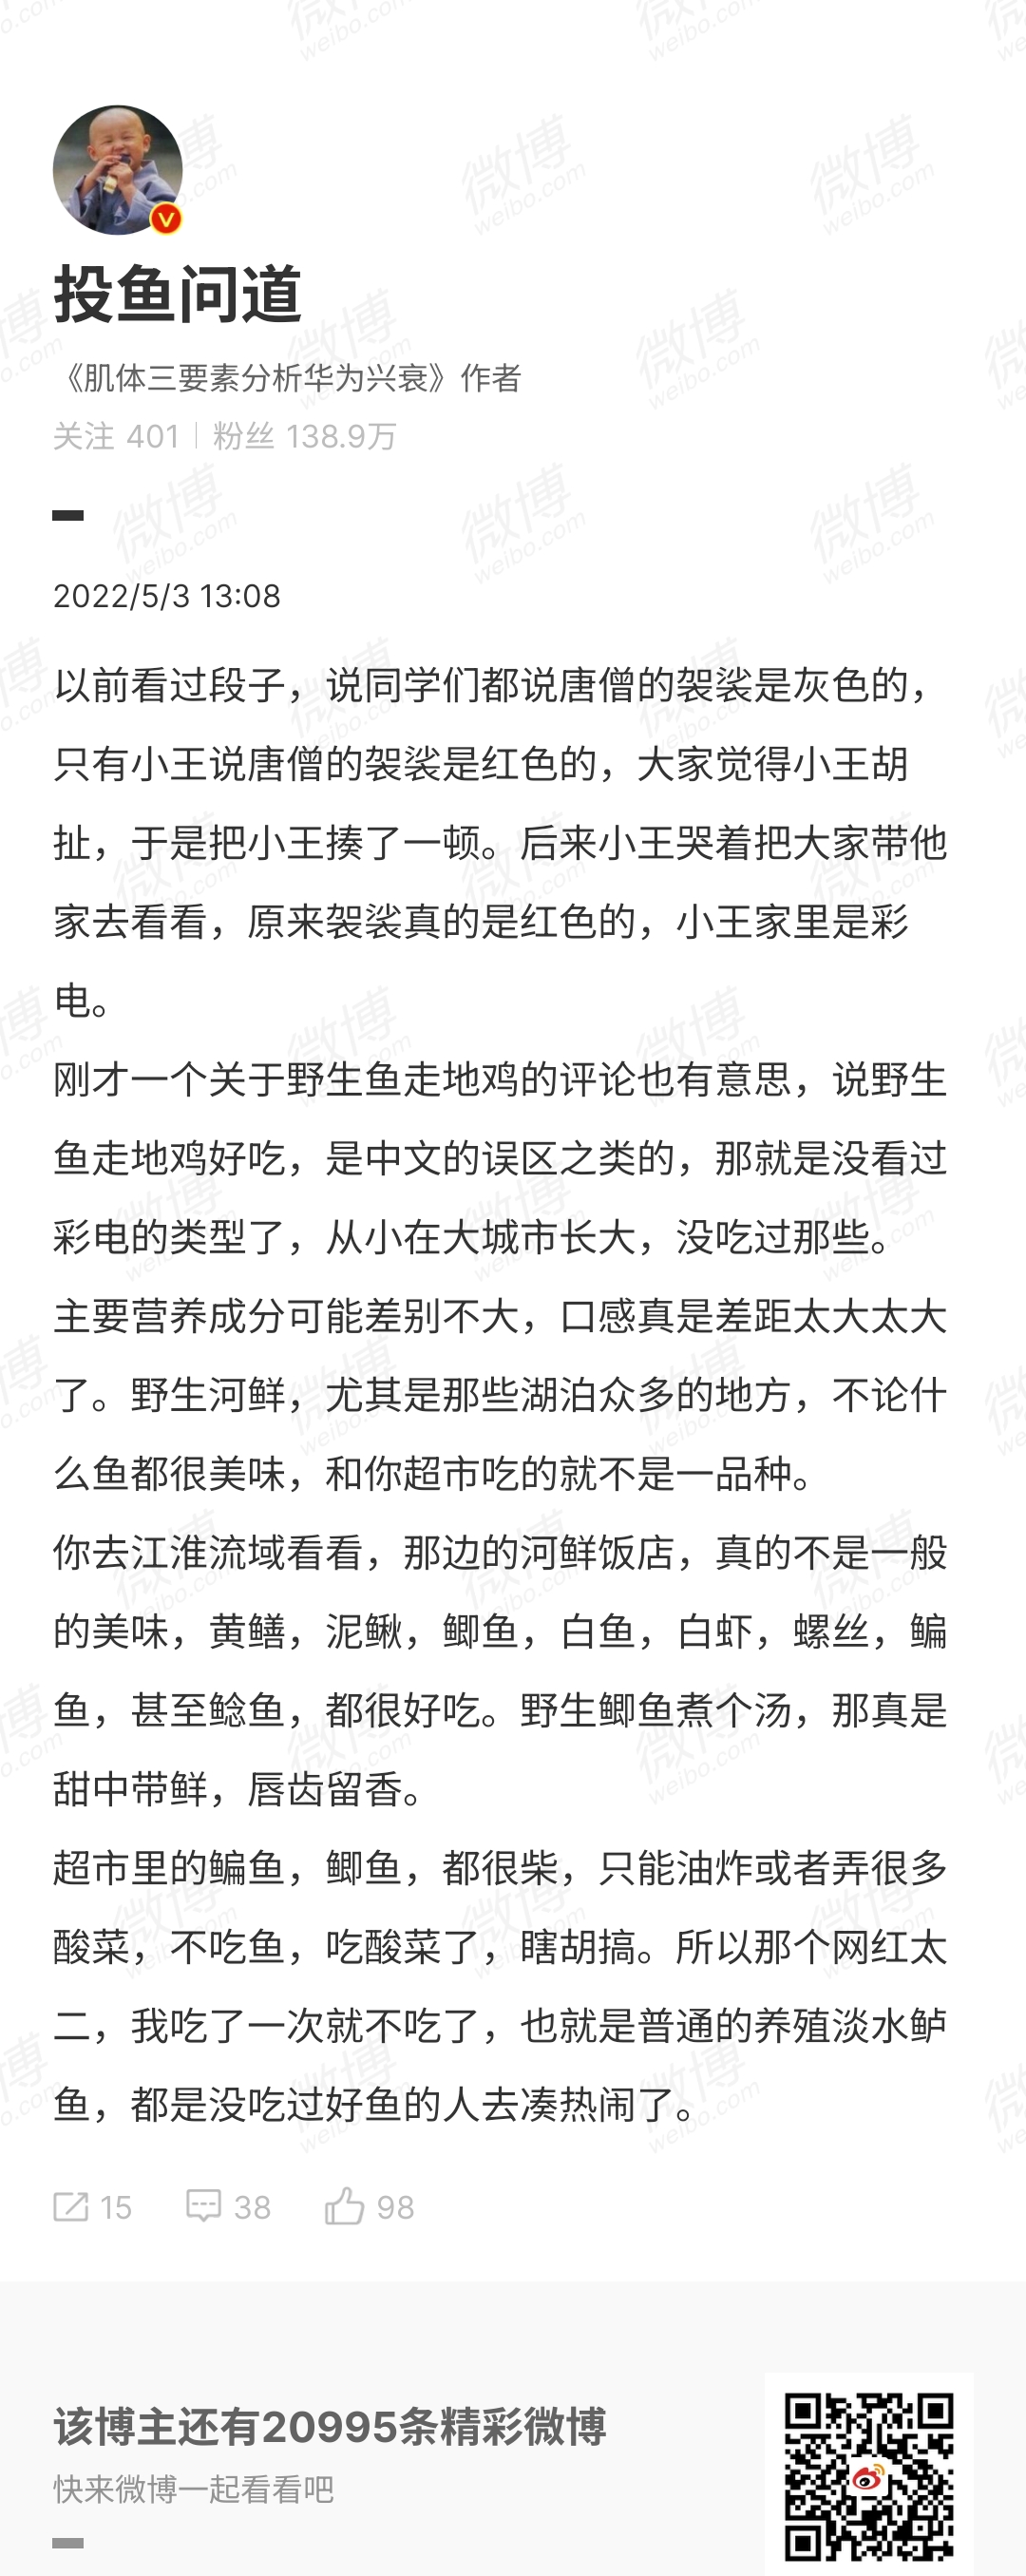 投鱼问道
《肌体三要素分析华为兴衰》作者
关注 401 | 粉丝 138.9万
2022/5/3 13:08
以前看过段子，说同学们都说唐僧的袈裟是灰色的，
只有小王说唐僧的袈裟是红色的，大家觉得小王胡
扯，于是把小王揍了一顿。后来小王哭着把大家带他
家去看看，原来袈裟真的是红色的，小王家里是彩
电。
刚才一个关于野生鱼走地鸡的评论也有意思，说野生
鱼走地鸡好吃，是中文的误区之类的，那就是没看过
彩电的类型了，从小在大城市长大，没吃过那些。
主要营养成分可能差别不大，口感真是差距太大太大
了。野生河鲜，尤其是那些湖泊众多的地方，不论什
么鱼都很美味，和你超市吃的就不是一品种。
你去江淮流域看看，那边的河鲜饭店，真的不是一般
的美味，黄鳝，泥鳅，鲫鱼，白鱼，白虾，螺丝，鳊
鱼，甚至鲶鱼，都很好吃。野生鲫鱼煮个汤，那真是
甜中带鲜，唇齿留香。
超市里的鳊鱼，鲫鱼，都很柴，只能油炸或者弄很多
酸菜，不吃鱼，吃酸菜了，瞎胡搞。所以那个网红太
二，我吃了一次就不吃了，也就是普通的养殖淡水鲈
鱼，都是没吃过好鱼的人去凑热闹了。
15 38 98
该博主还有20995条精彩微博
快来微博一起看看吧
微博
weibo.com